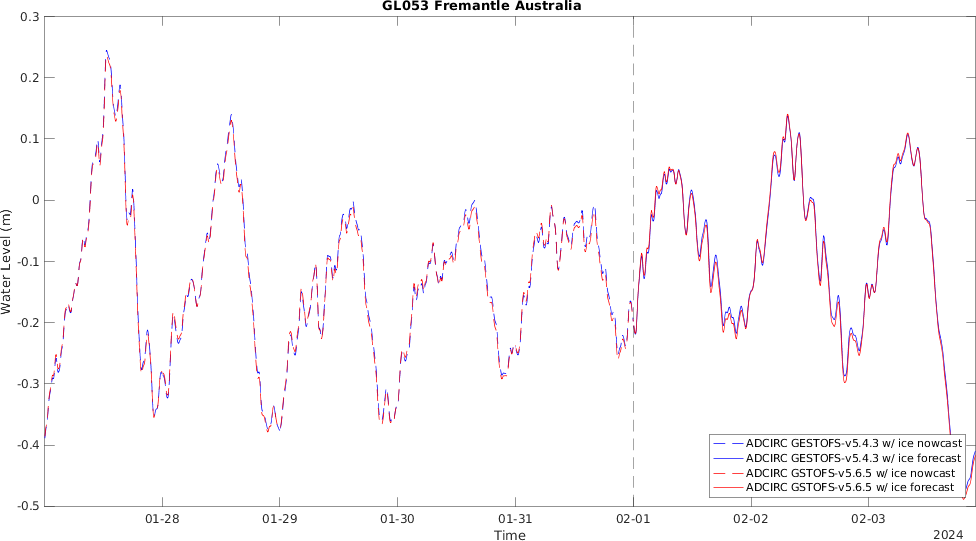 GL053 Fremantle Australia
0.3
0.2
0.1
0
-0.1
-0.2
-0.3
-0.4
-0.5
Water Level (m)
ADCIRC GESTOFS-v5.4.3 w/ ice nowcast
ADCIRC GESTOFS-v5.4.3 w/ ice forecast
ADCIRC GSTOFS-v5.6.5 w/ ice nowcast
ADCIRC GSTOFS-v5.6.5 w/ ice forecast
01-28 01-29 01-30 01-31 02-01 02-02 02-03
Time
2024